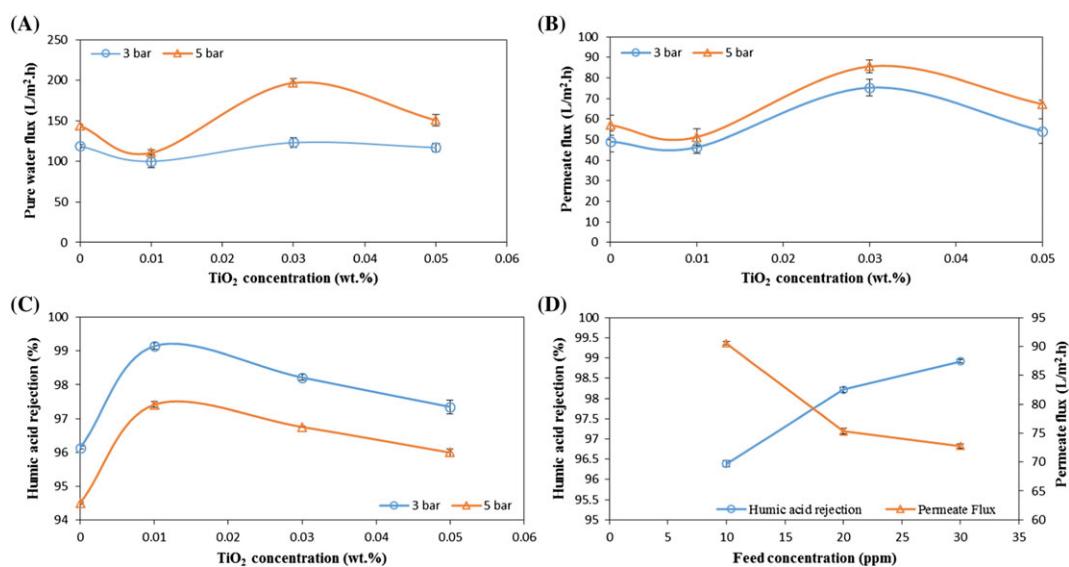 (A)
3 bar 5 bar
Pure water flux (L/m².h)
250
200
150
100
50
0
0 0.01 0.02 0.03 0.04 0.05 0.06
TiO₂ concentration (wt.%)
(B)
3 bar 5 bar
Permeate flux (L/m².h)
100
90
80
70
60
50
40
30
20
10
0
0 0.01 0.02 0.03 0.04 0.05
TiO₂ concentration (wt.%)
(C)
Humic acid rejection (%)
100
99
98
97
96
95
94
3 bar 5 bar
0 0.01 0.02 0.03 0.04 0.05 0.06
TiO₂ concentration (wt.%)
(D)
Humic acid rejection (%)
100
99.5
99
98.5
98
97.5
97
96.5
96
95.5
95
95
90
85
80
75
70
65
60
Permeate flux (L/m².h)
Humic acid rejection Permeate Flux
0 5 10 15 20 25 30 35
Feed concentration (ppm)